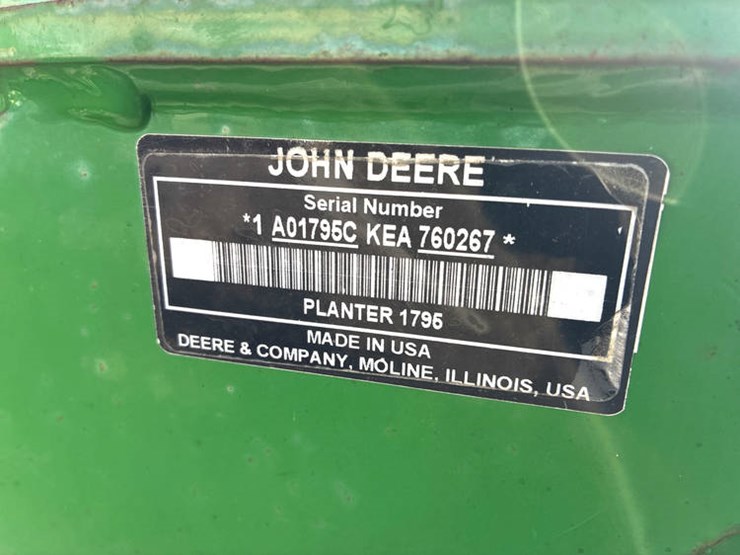 JOHN DEERE
Serial Number
*1 A01795C KEA 760267 *
PLANTER 1795
MADE IN USA
DEERE & COMPANY, MOLINE, ILLINOIS, USA